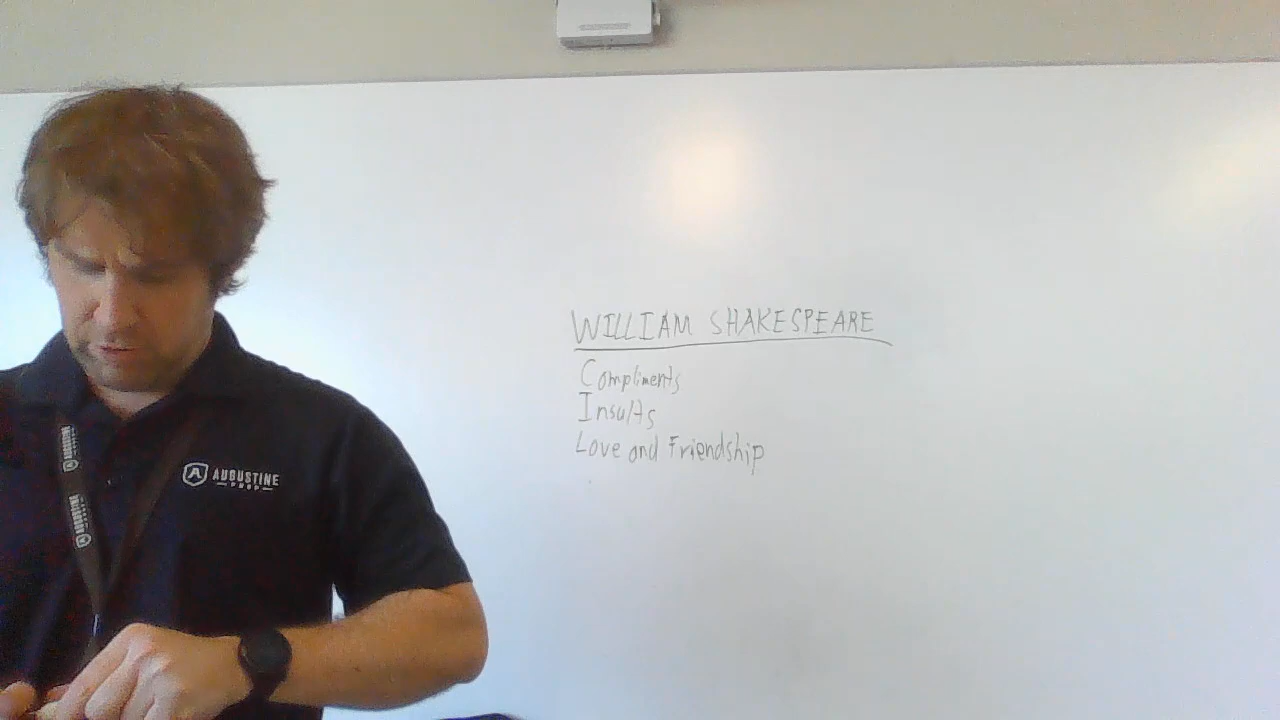 WILLIAM SHAKESPEARE
Compliments
Insults
Love and Friendship
AUGUSTINE
PREP